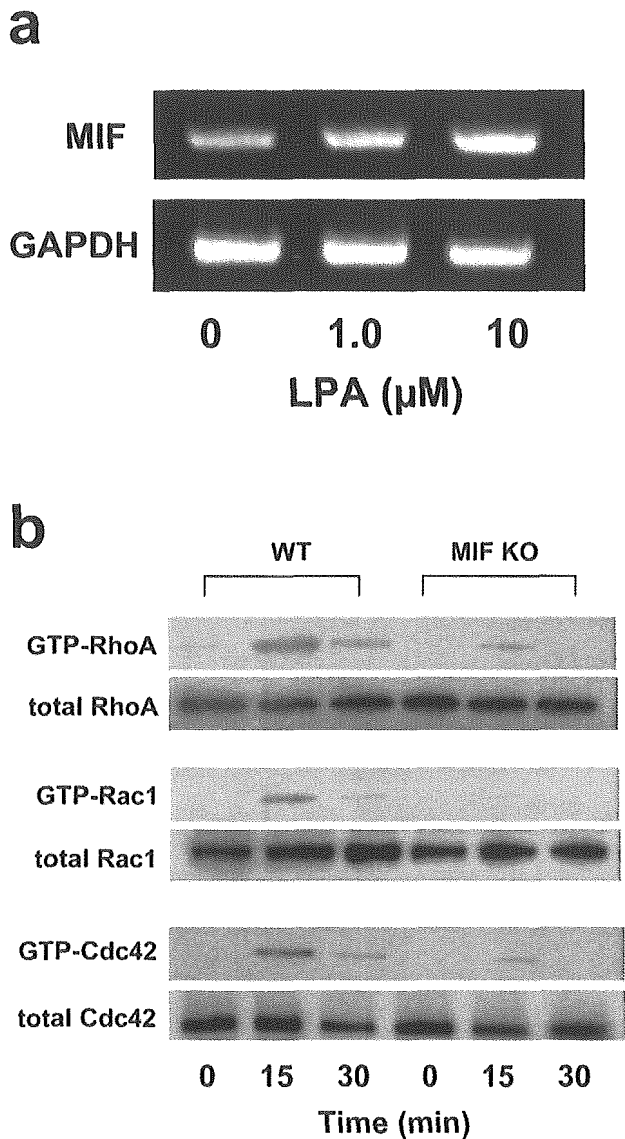 a
MIF
GAPDH
0 1.0 10
LPA (µM)
b
WT MIF KO
GTP-RhoA
total RhoA
GTP-Rac1
total Rac1
GTP-Cdc42
total Cdc42
0 15 30 0 15 30
Time (min)